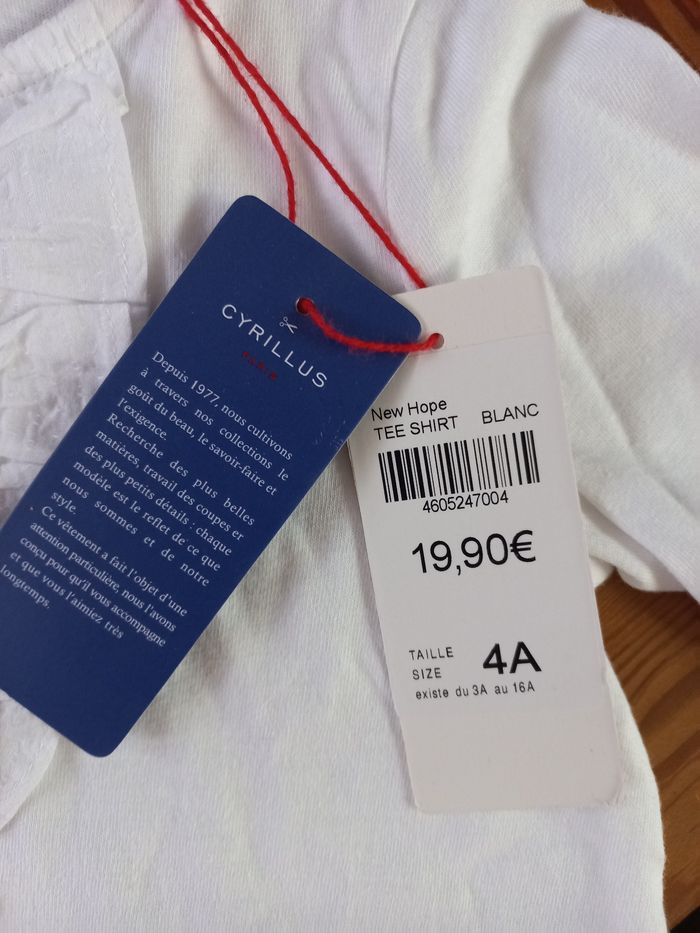 CYRILLUS
PARIS
Depuis 1977, nous cultivons
à travers nos collections le
goût du beau, le savoir-faire et
l'exigence.
Recherche des plus belles
matières, travail des coupes et
des plus petits détails : chaque
modèle est le reflet de ce que
nous sommes et de notre
style.
Ce vêtement a fait l'objet d'une
attention particulière, nous l'avons
conçu pour qu'il vous accompagne
et que vous l'aimiez très
longtemps.
New Hope
TEE SHIRT BLANC
4605247004
19,90€
TAILLE
SIZE 4A
existe du 3A au 16A